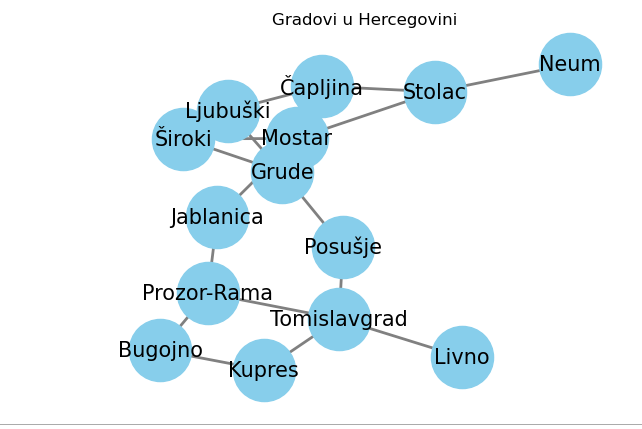 Gradovi u Hercegovini
Neum
Čapljina
Stolac
Ljubuški
Široki
Mostar
Grude
Jablanica
Posušje
Prozor-Rama
Tomislavgrad
Bugojno
Livno
Kupres